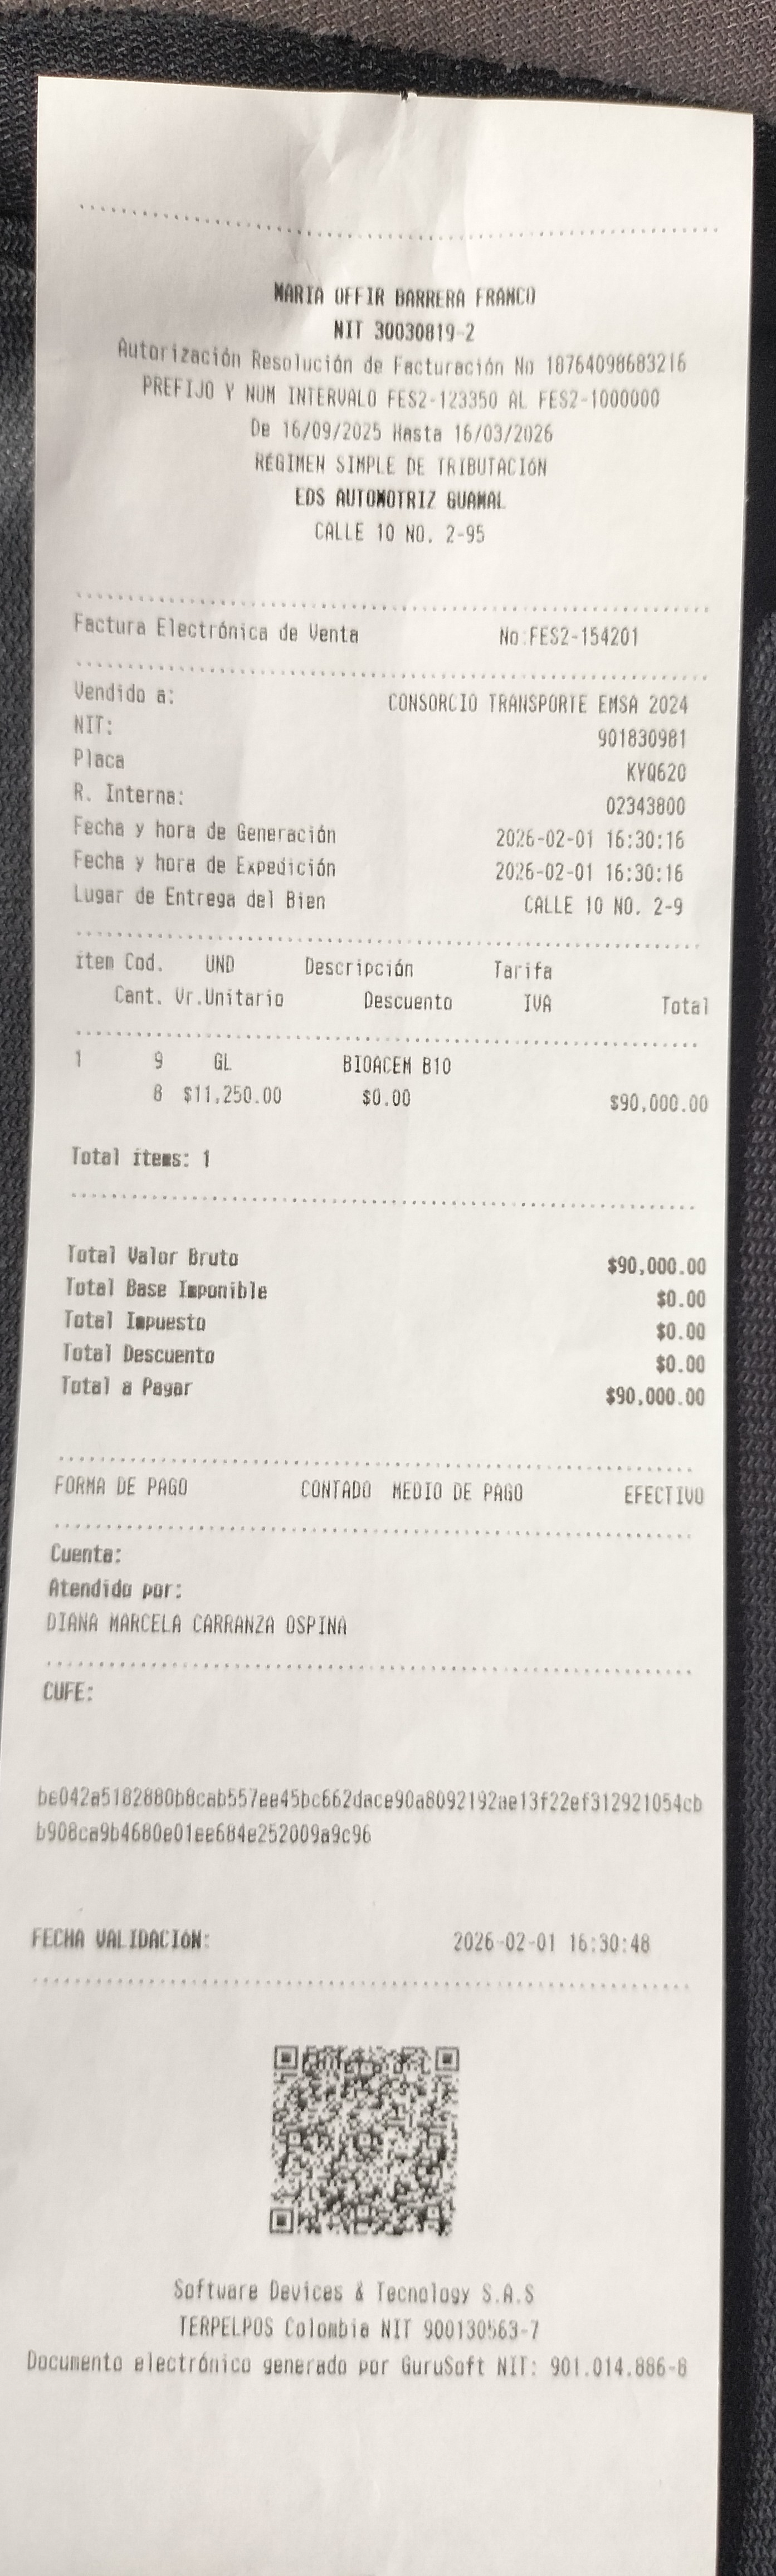 MARIA OFFIR BARRERA FRANCO
NIT 30030819-2
Autorización Resolución de Facturación No 18764098683216
PREFIJO Y NUM INTERVALO FES2-123350 AL FES2-1000000
De 16/09/2025 Hasta 16/03/2026
RÉGIMEN SIMPLE DE TRIBUTACIÓN
EDS AUTOMOTRIZ GUAMAL
CALLE 10 NO. 2-95
Factura Electrónica de Venta No:FES2-154201
Vendido a: CONSORCIO TRANSPORTE EMSA 2024
NIT: 901830981
Placa KYQ620
R. Interna: 02343800
Fecha y hora de Generación 2026-02-01 16:30:16
Fecha y hora de Expedición 2026-02-01 16:30:16
Lugar de Entrega del Bien CALLE 10 NO. 2-9
item Cod. UND Descripción Tarifa
Cant. Vr.Unitario Descuento IVA Total
1 9 GL BIOACEM B10
8 $11,250.00 $0.00 $90,000.00
Total items: 1
Total Valor Bruto $90,000.00
Total Base Imponible $0.00
Total Impuesto $0.00
Total Descuento $0.00
Total a Pagar $90,000.00
FORMA DE PAGO CONTADO MEDIO DE PAGO EFECTIVO
Cuenta:
Atendido por:
DIANA MARCELA CARRANZA OSPINA
CUFE:
be042a5182880b8cab557ee45bc662dace90a8092192ae13f22ef312921054cb
b908ca9b4680e01ee684e252009a9c96
FECHA VALIDACIÓN: 2026-02-01 16:30:48
Software Devices & Tecnology S.A.S
TERPELPOS Colombia NIT 900130563-7
Documento electrónico generado por GuruSoft NIT: 901.014.886-8